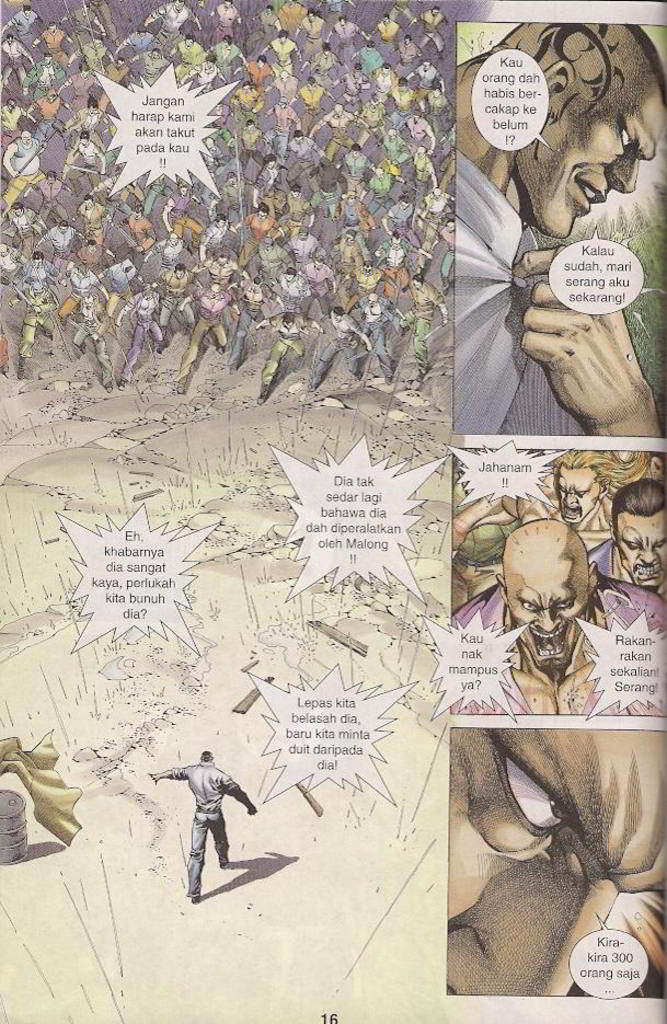 Jangan
harap kami
akan takut
pada kau
!!
Eh,
khabarnya
dia sangat
kaya, perlukah
kita bunuh
dia?
Dia tak
sedar lagi
bahawa dia
dah diperalatkan
oleh Malong
!!
Lepas kita
belasah dia,
baru kita minta
duit daripada
dia!
Kau
orang dah
habis ber-
cakap ke
belum
!?
Kalau
sudah, mari
serang aku
sekarang!
Jahanam
!!
Kau
nak
mampus
ya?
Rakan-
rakan
sekalian!
Serang!
Kira-
kira 300
orang saja
...
16